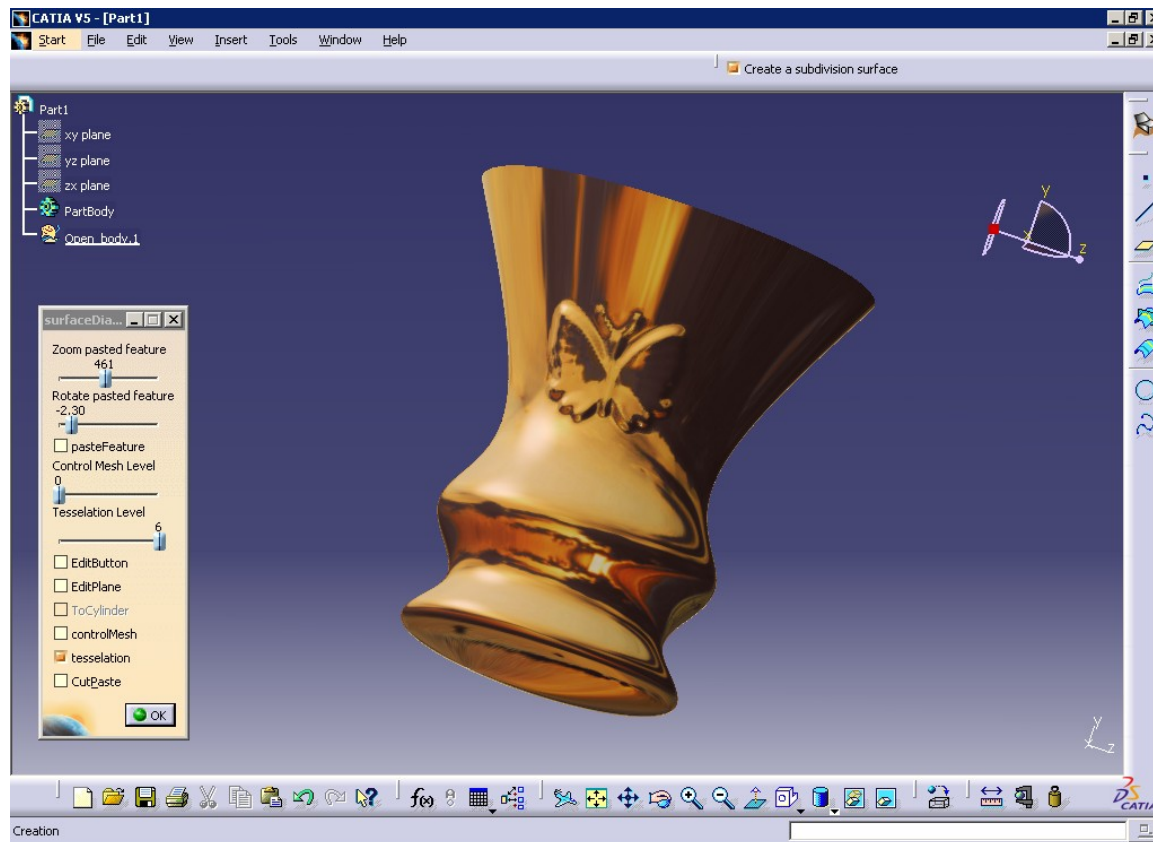 CATIA V5 - [Part1]
Start File Edit View Insert Tools Window Help
Create a subdivision surface
Part1
xy plane
yz plane
zx plane
PartBody
Open_body.1
y
x
z
surfaceDia...
Zoom pasted feature
461
Rotate pasted feature
-2.30
pasteFeature
Control Mesh Level
0
Tesselation Level
6
EditButton
EditPlane
ToCylinder
controlMesh
tesselation
CutPaste
OK
y
x
z
f(x)
DS
CATIA
Creation